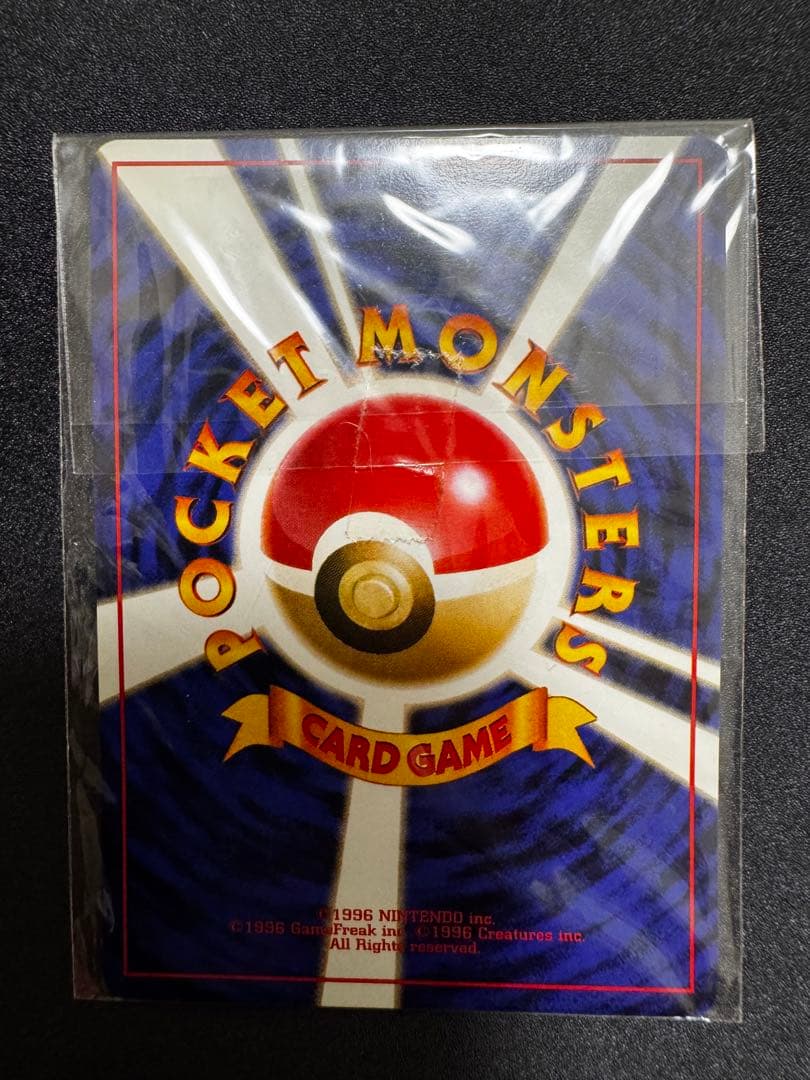 POCKET MONSTERS
CARD GAME
©1996 NINTENDO inc.
©1996 GameFreak inc. ©1996 Creatures inc.
All Rights reserved.